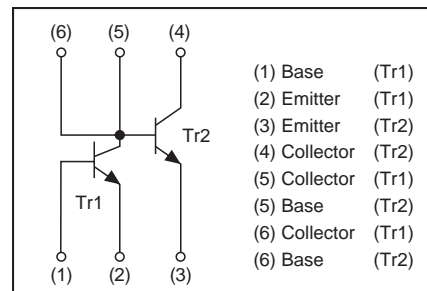 (6) (5) (4)
Tr2
Tr1
(1) (2) (3)
(1) Base (Tr1)
(2) Emitter (Tr1)
(3) Emitter (Tr2)
(4) Collector (Tr2)
(5) Collector (Tr1)
(5) Base (Tr2)
(6) Collector (Tr1)
(6) Base (Tr2)